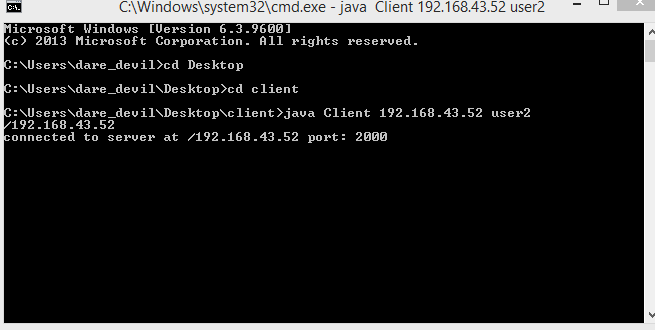 C:\Windows\system32\cmd.exe - java Client 192.168.43.52 user2
Microsoft Windows [Version 6.3.9600]
(c) 2013 Microsoft Corporation. All rights reserved.
C:\Users\dare_devil>cd Desktop
C:\Users\dare_devil\Desktop>cd client
C:\Users\dare_devil\Desktop\client>java Client 192.168.43.52 user2
/192.168.43.52
connected to server at /192.168.43.52 port: 2000